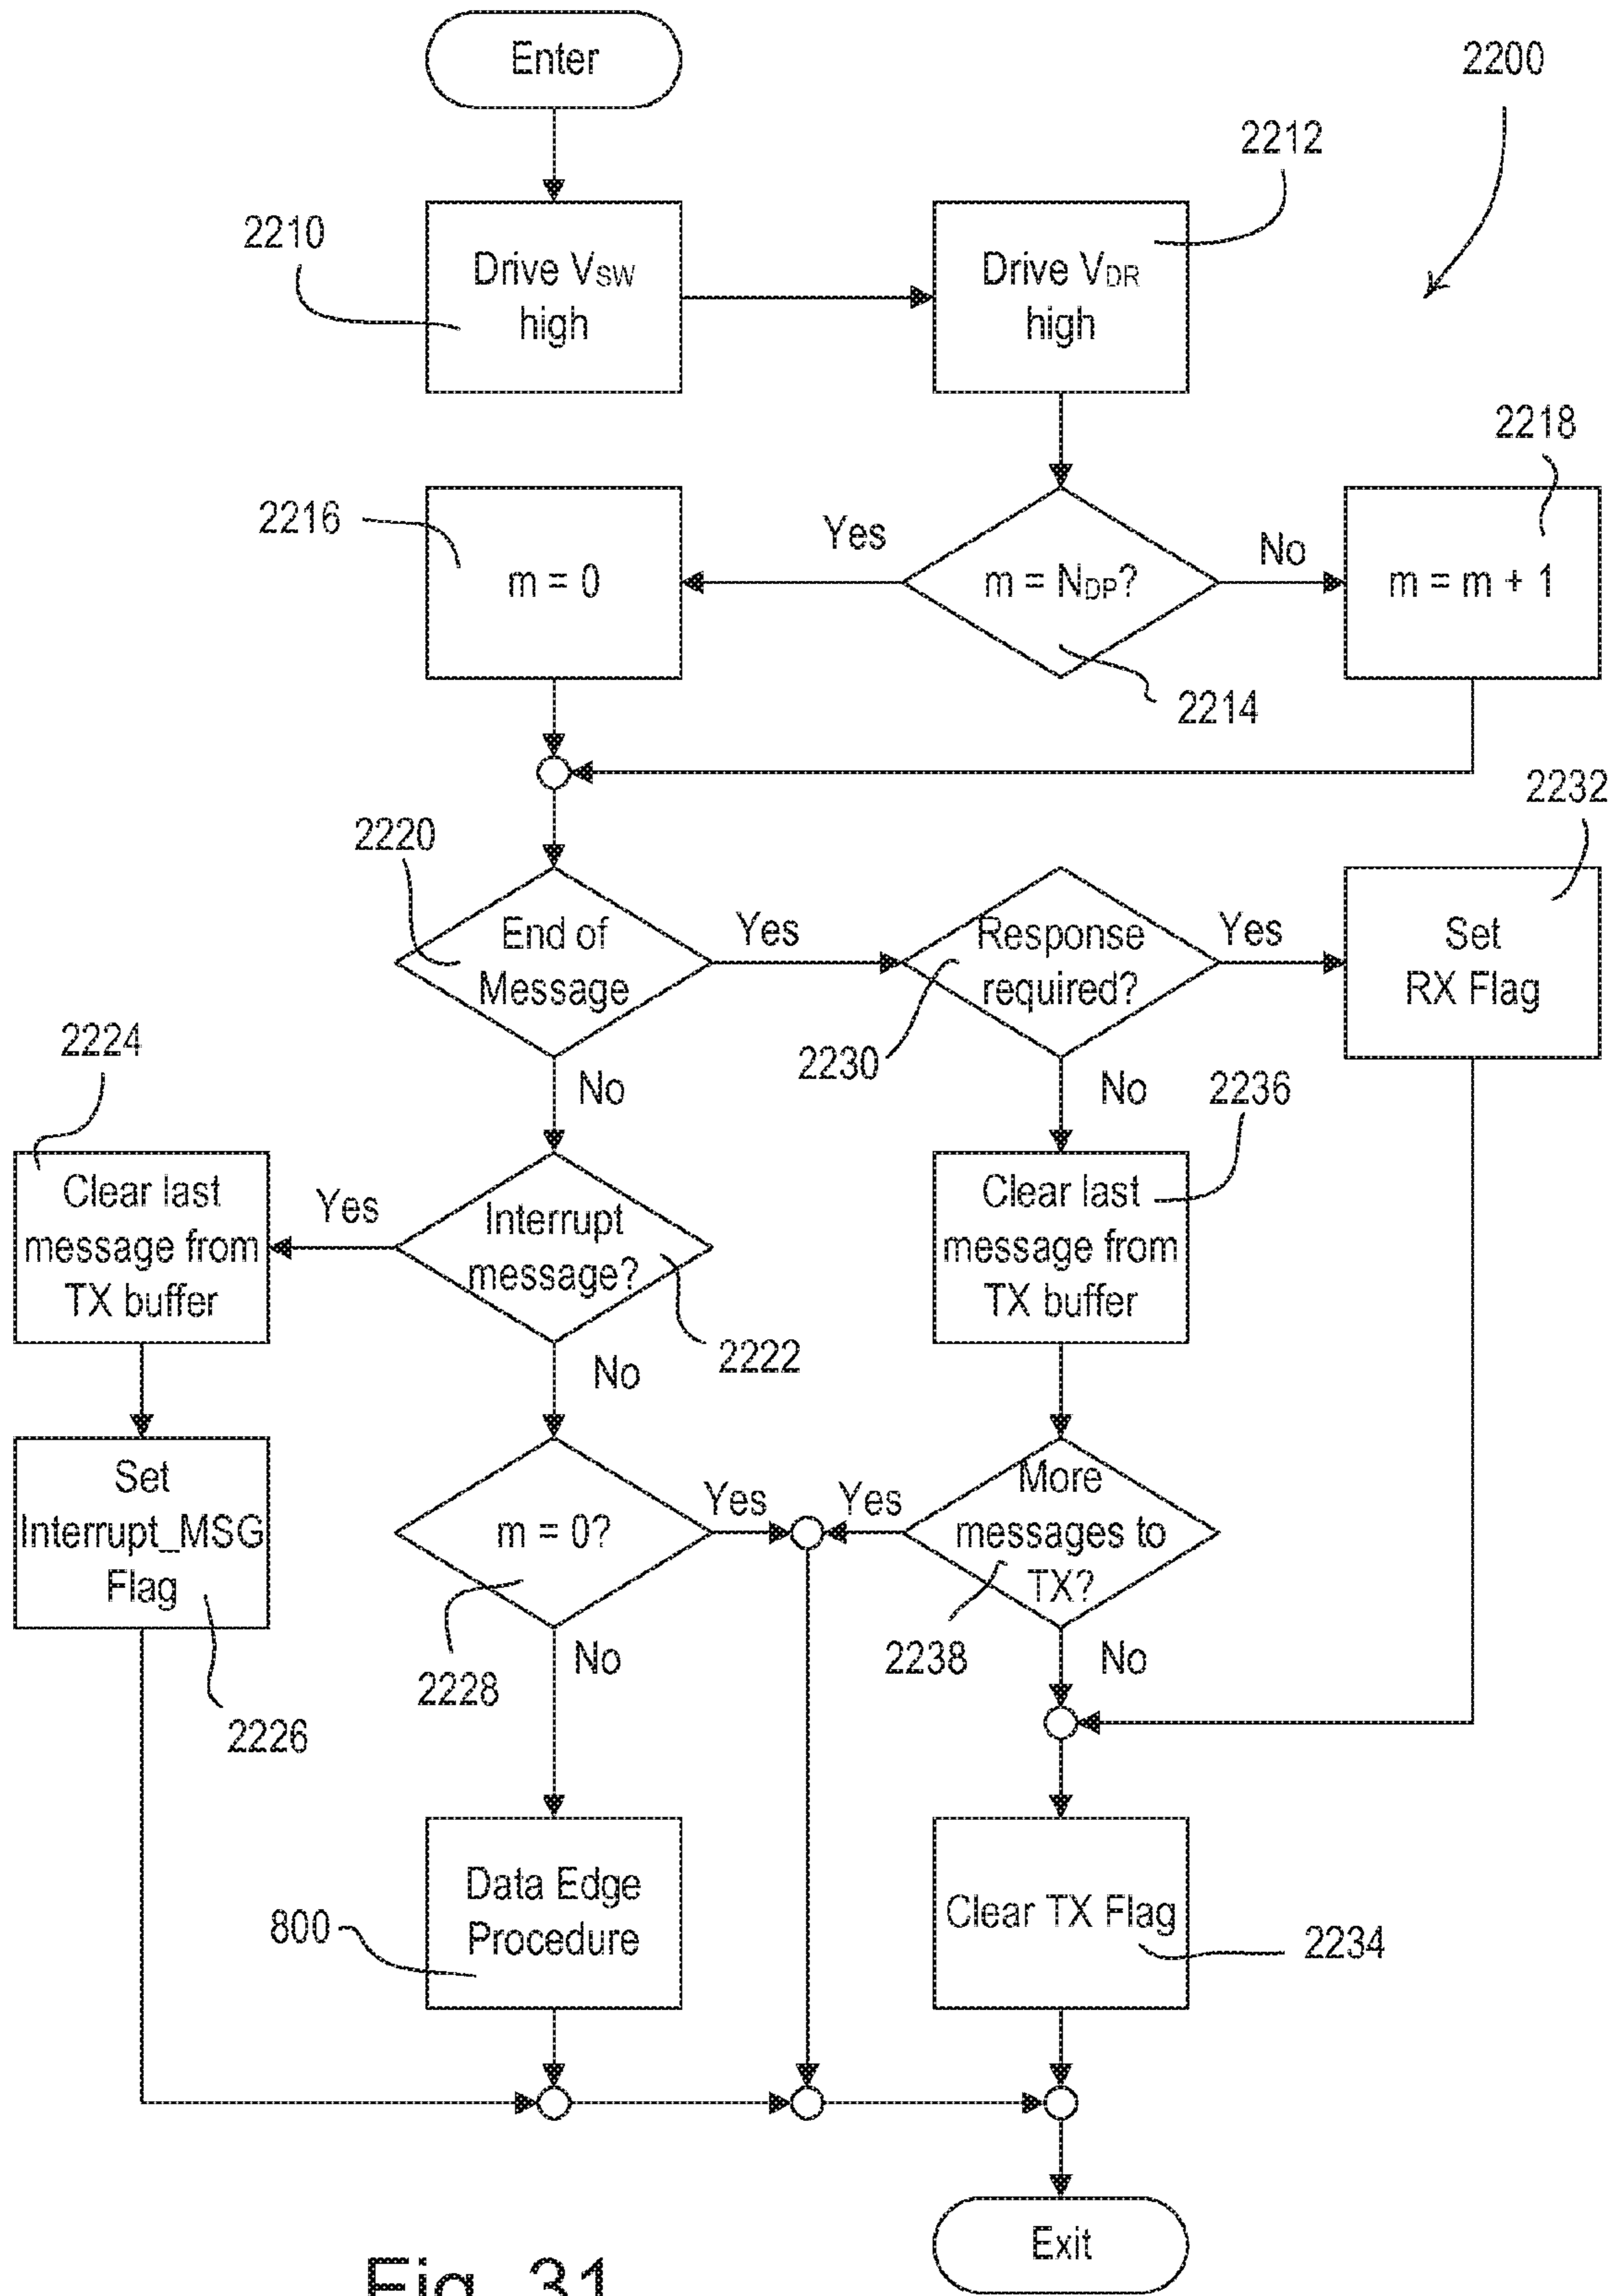 Enter
2200
2212
2210
Drive VSW
high
Drive VDR
high
2218
2216
Yes
No
m = 0
m = NDP?
m = m + 1
2214
2232
2220
End of
Message
Yes
Response
required?
Yes
Set
RX Flag
2224
2230
No
No
2236
Clear last
message from
TX buffer
Yes
Interrupt
message?
Clear last
message from
TX buffer
2222
No
Set
Interrupt_MSG
Flag
m = 0?
Yes
Yes
More
messages to
TX?
2228
No
2238
No
2226
Data Edge
Procedure
800
Clear TX Flag
2234
Exit
Fig. 31